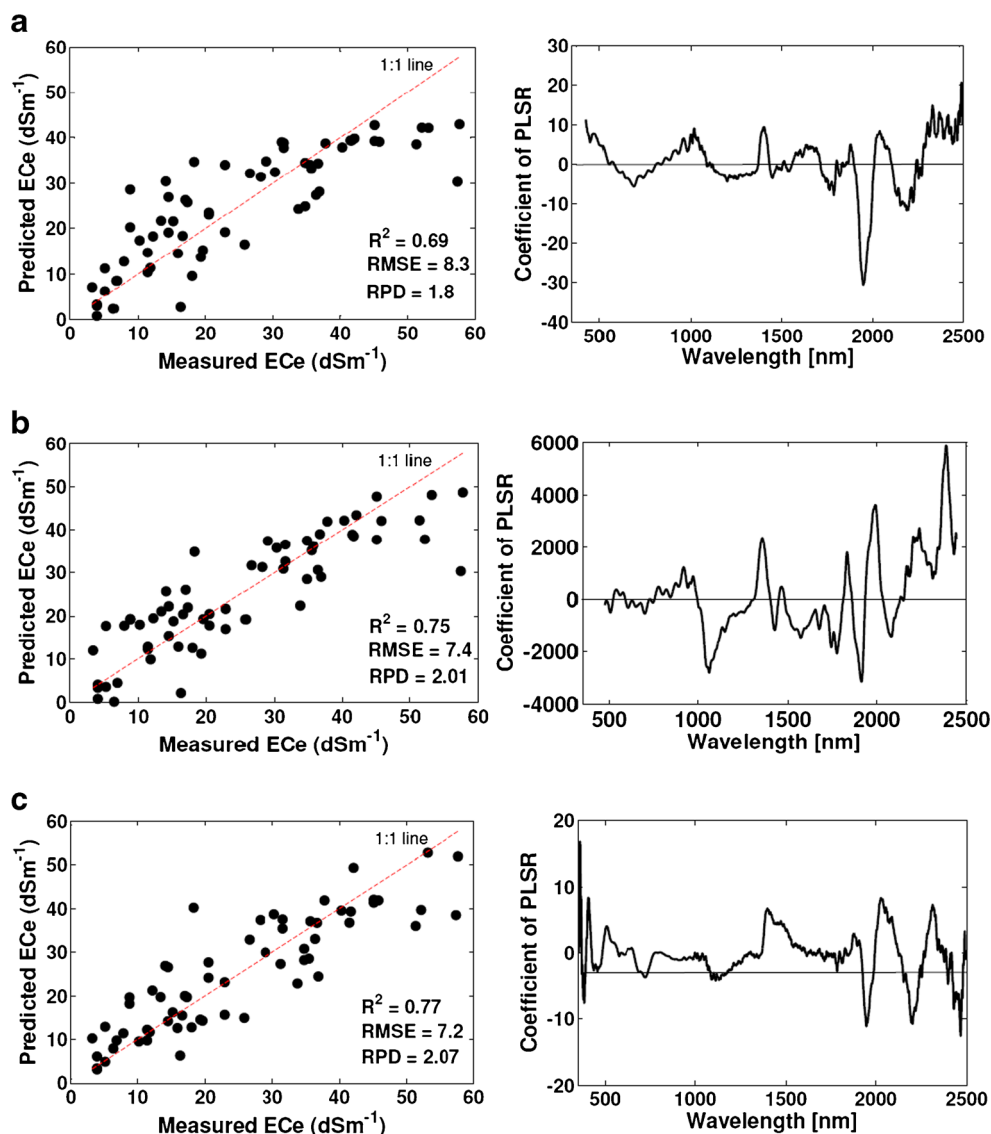 a
Predicted ECe (dSm⁻¹)
60
50
40
30
20
10
0
1:1 line
R² = 0.69
RMSE = 8.3
RPD = 1.8
0 10 20 30 40 50 60
Measured ECe (dSm⁻¹)
Coefficient of PLSR
30
20
10
0
-10
-20
-30
-40
500 1000 1500 2000 2500
Wavelength [nm]
b
Predicted ECe (dSm⁻¹)
60
50
40
30
20
10
0
1:1 line
R² = 0.75
RMSE = 7.4
RPD = 2.01
0 10 20 30 40 50 60
Measured ECe (dSm⁻¹)
Coefficient of PLSR
6000
4000
2000
0
-2000
-4000
500 1000 1500 2000 2500
Wavelength [nm]
c
Predicted ECe (dSm⁻¹)
60
50
40
30
20
10
0
1:1 line
R² = 0.77
RMSE = 7.2
RPD = 2.07
0 10 20 30 40 50 60
Measured ECe (dSm⁻¹)
Coefficient of PLSR
20
10
0
-10
-20
500 1000 1500 2000 2500
Wavelength [nm]